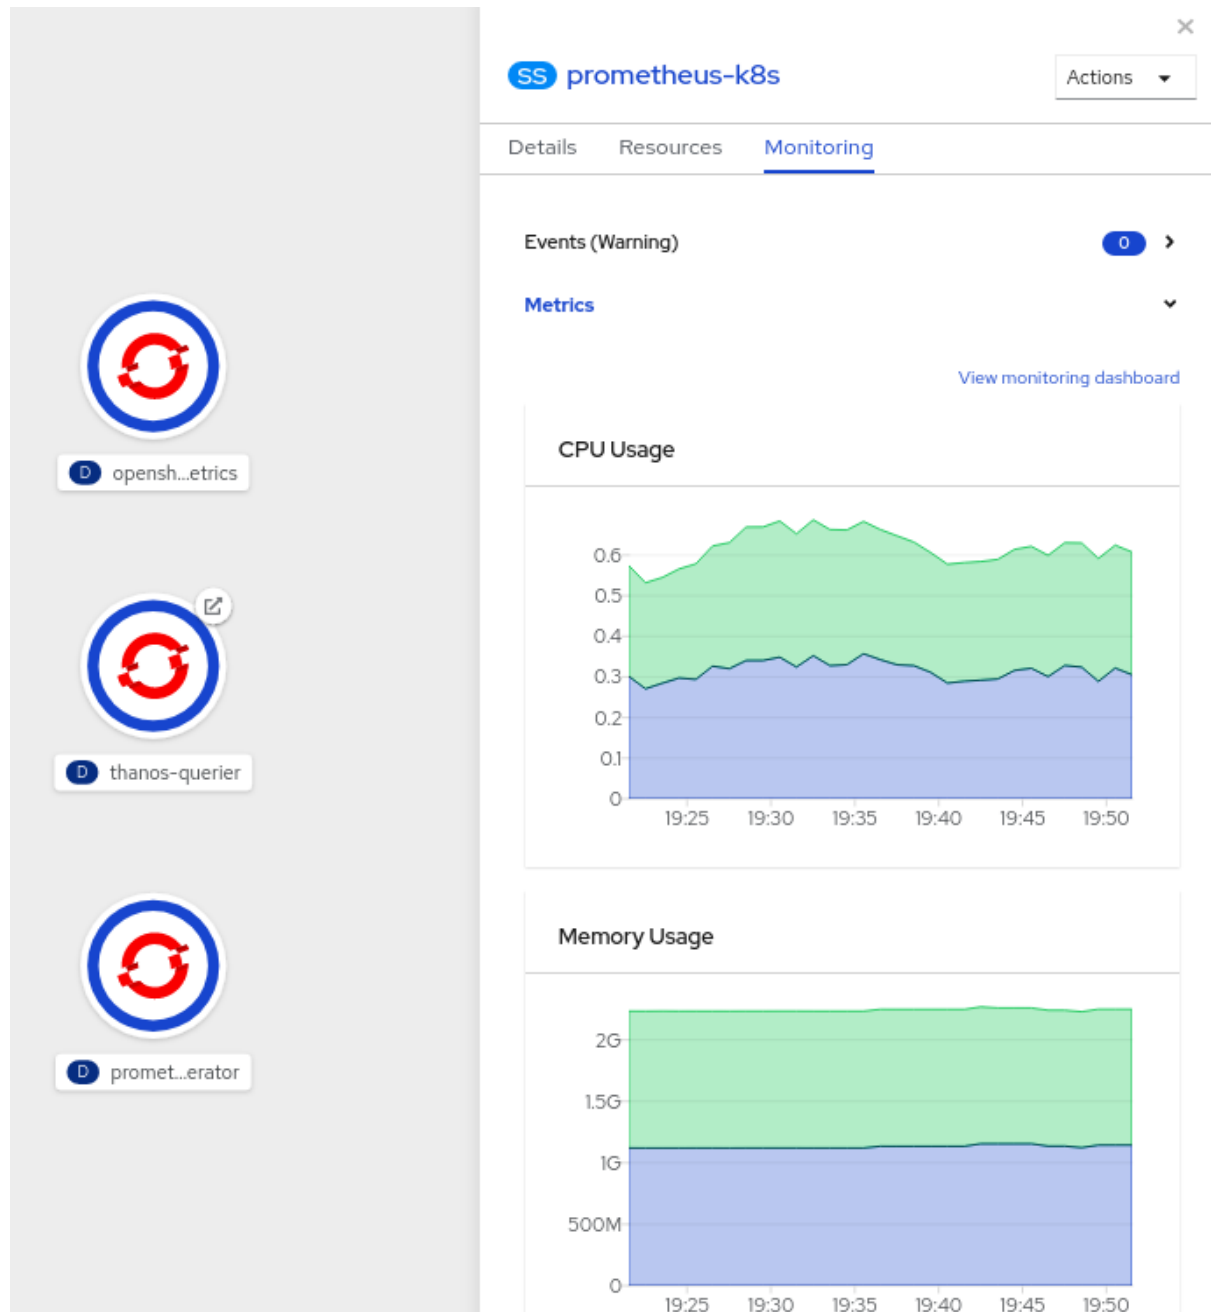 SS prometheus-k8s
Actions
Details Resources Monitoring
Events (Warning) 0
Metrics
View monitoring dashboard
CPU Usage
0.6
0.5
0.4
0.3
0.2
0.1
0
19:25 19:30 19:35 19:40 19:45 19:50
Memory Usage
2G
1.5G
1G
500M
0
19:25 19:30 19:35 19:40 19:45 19:50
D opensh...etrics
D thanos-querier
D promet...erator